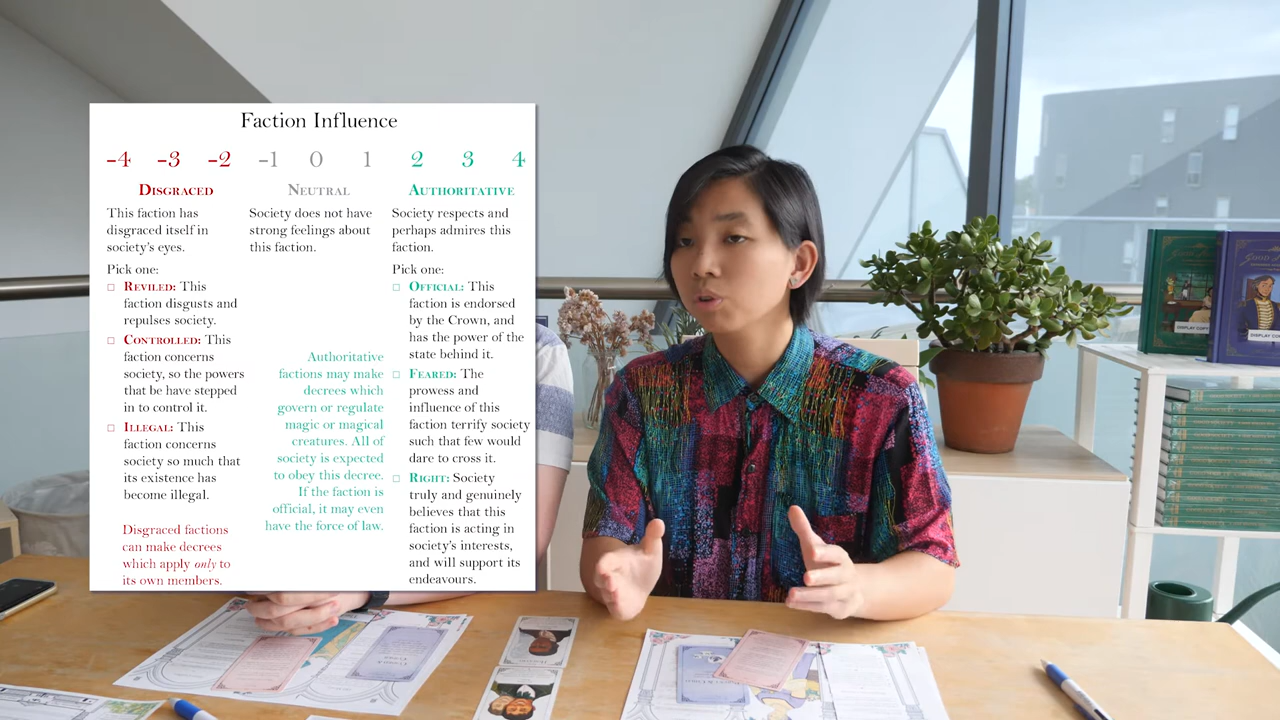 Faction Influence
-4 -3 -2 -1 0 1 2 3 4
DISGRACED
This faction has
disgraced itself in
society's eyes.
Pick one:
☐ REVILED: This
faction disgusts and
repulses society.
☐ CONTROLLED: This
faction concerns
society, so the powers
that be have stepped
in to control it.
☐ ILLEGAL: This
faction concerns
society so much that
its existence has
become illegal.
Disgraced factions
can make decrees
which apply only to
its own members.
NEUTRAL
Society does not have
strong feelings about
this faction.
Authoritative
factions may make
decrees which
govern or regulate
magic or magical
creatures. All of
society is expected
to obey this decree.
If the faction is
official, it may even
have the force of law.
AUTHORITATIVE
Society respects and
perhaps admires this
faction.
Pick one:
☐ OFFICIAL: This
faction is endorsed
by the Crown, and
has the power of the
state behind it.
☐ FEARED: The
prowess and
influence of this
faction terrify society
such that few would
dare to cross it.
☐ RIGHT: Society
truly and genuinely
believes that this
faction is acting in
society's interests,
and will support its
endeavours.
GOOD
DISPLAY COPY
GOOD
DISPLAY COPY